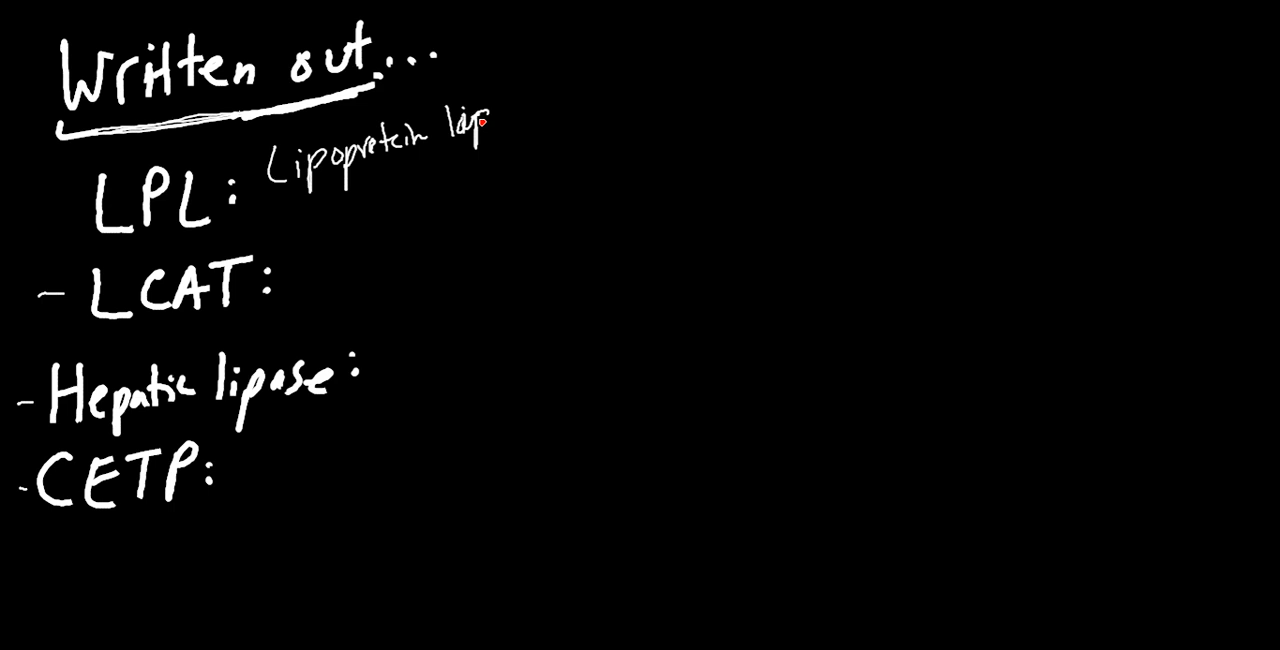 Written out...
LPL: Lipoprotein lip
- LCAT:
- Hepatic lipase:
- CETP: